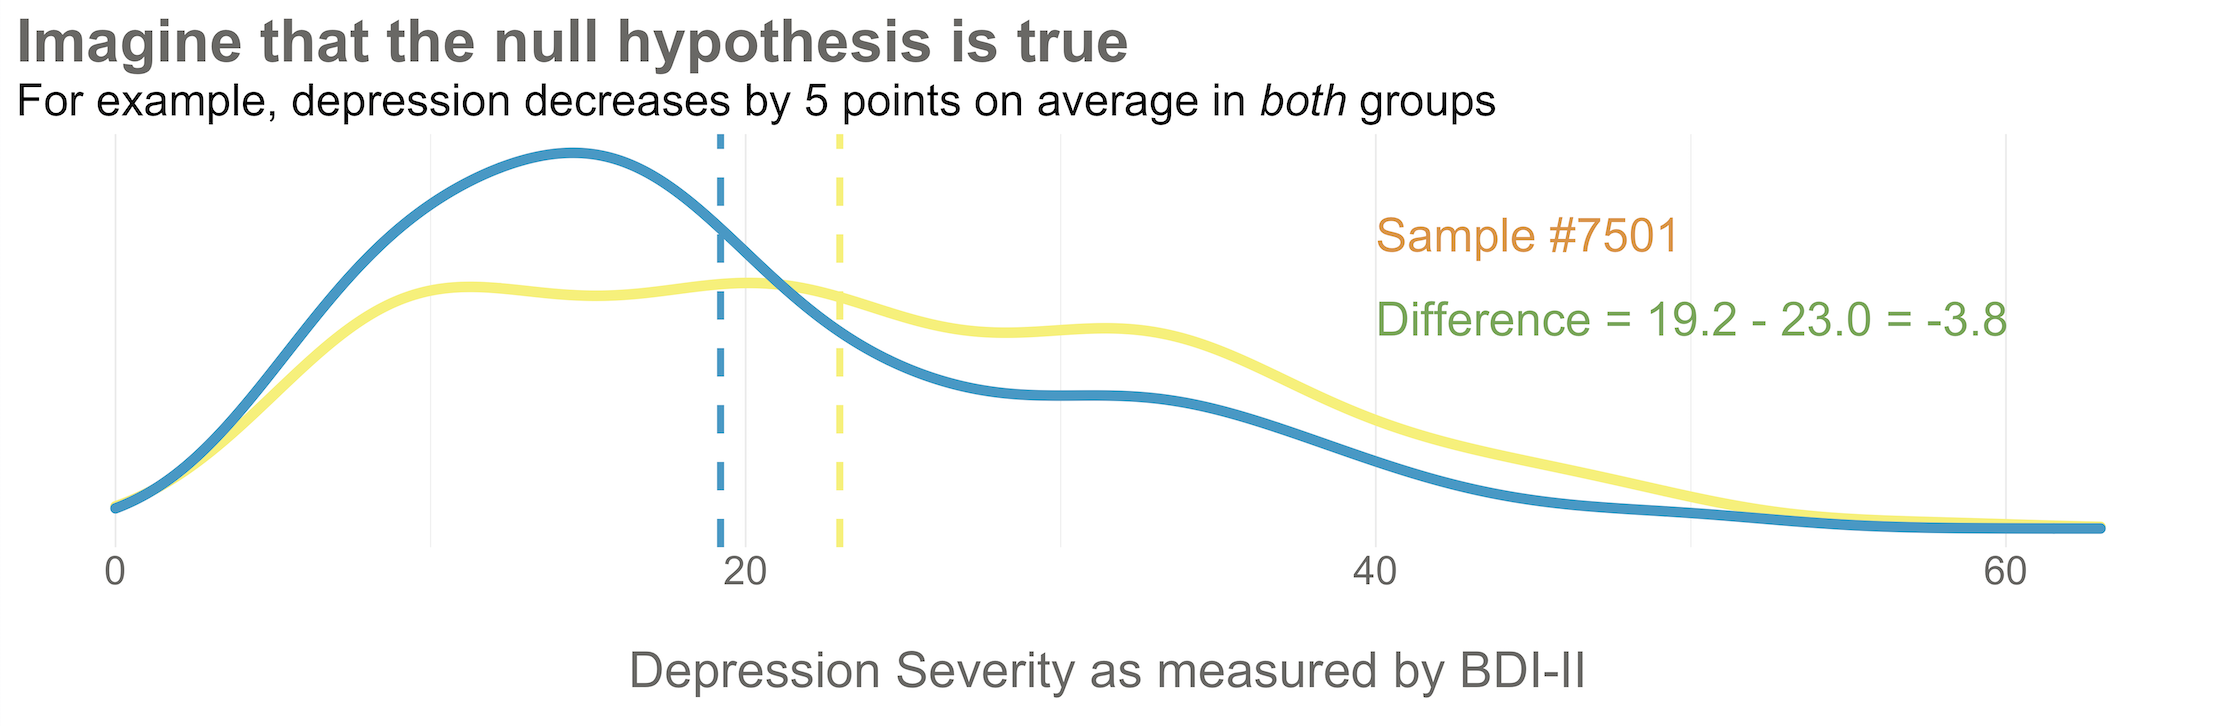 Imagine that the null hypothesis is true
For example, depression decreases by 5 points on average in both groups
Sample #7501
Difference = 19.2 - 23.0 = -3.8
0 20 40 60
Depression Severity as measured by BDI-II